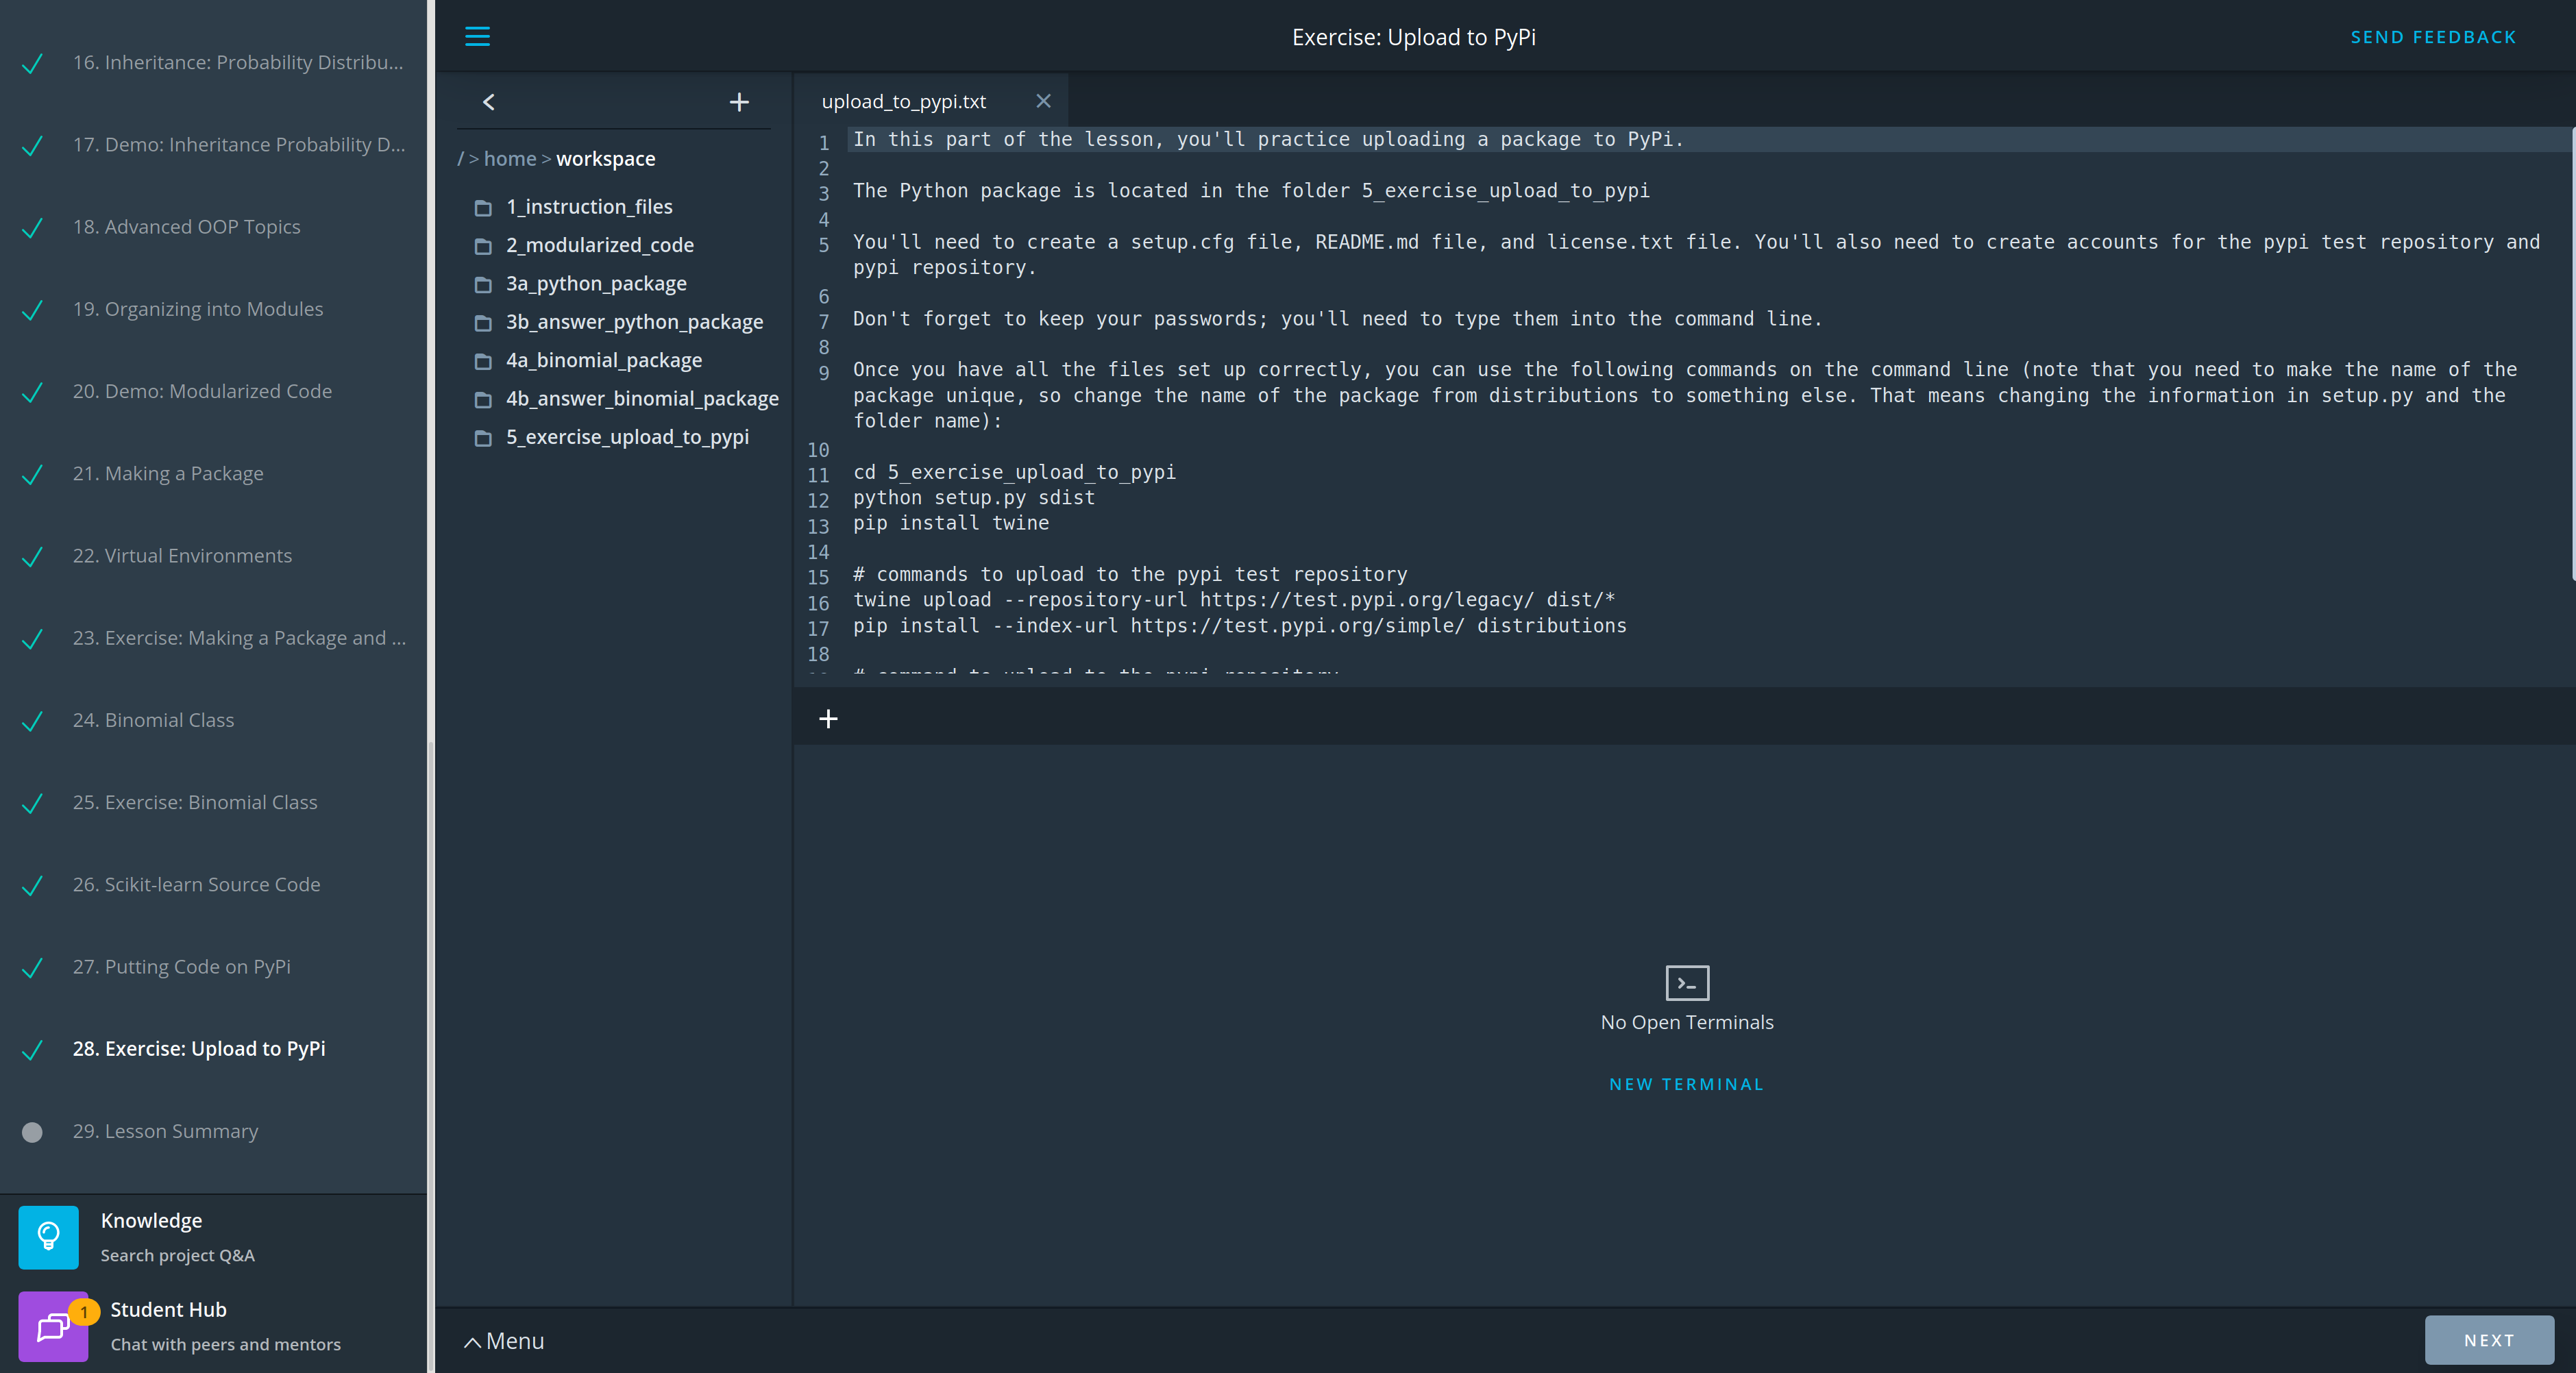 16. Inheritance: Probability Distribu...
17. Demo: Inheritance Probability D...
18. Advanced OOP Topics
19. Organizing into Modules
20. Demo: Modularized Code
21. Making a Package
22. Virtual Environments
23. Exercise: Making a Package and ...
24. Binomial Class
25. Exercise: Binomial Class
26. Scikit-learn Source Code
27. Putting Code on PyPi
28. Exercise: Upload to PyPi
29. Lesson Summary
Knowledge
Search project Q&A
1
Student Hub
Chat with peers and mentors
Exercise: Upload to PyPi
SEND FEEDBACK
/ > home > workspace
1_instruction_files
2_modularized_code
3a_python_package
3b_answer_python_package
4a_binomial_package
4b_answer_binomial_package
5_exercise_upload_to_pypi
upload_to_pypi.txt
1 In this part of the lesson, you'll practice uploading a package to PyPi.
2
3 The Python package is located in the folder 5_exercise_upload_to_pypi
4
5 You'll need to create a setup.cfg file, README.md file, and license.txt file. You'll also need to create accounts for the pypi test repository and
pypi repository.
6
7 Don't forget to keep your passwords; you'll need to type them into the command line.
8
9 Once you have all the files set up correctly, you can use the following commands on the command line (note that you need to make the name of the
package unique, so change the name of the package from distributions to something else. That means changing the information in setup.py and the
folder name):
10
11 cd 5_exercise_upload_to_pypi
12 python setup.py sdist
13 pip install twine
14
15 # commands to upload to the pypi test repository
16 twine upload --repository-url https://test.pypi.org/legacy/ dist/*
17 pip install --index-url https://test.pypi.org/simple/ distributions
18
# command to upload to the pypi repository
No Open Terminals
NEW TERMINAL
Menu
NEXT